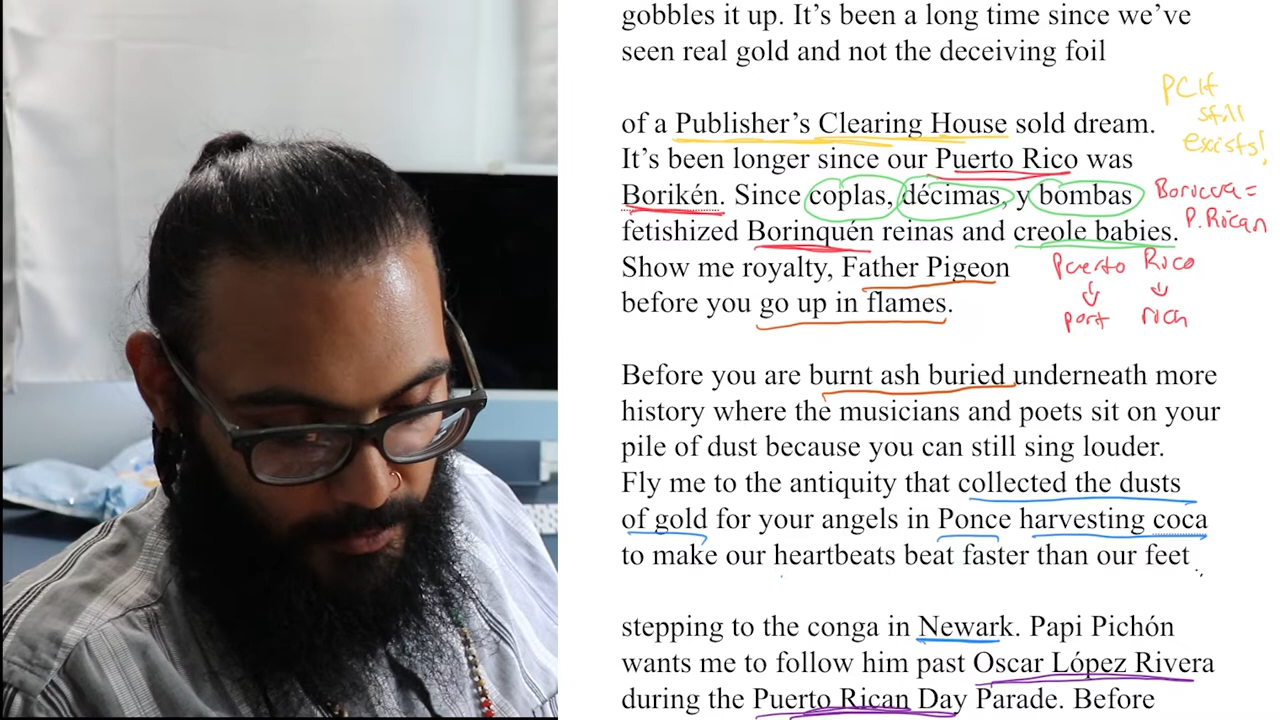 gobbles it up. It’s been a long time since we’ve
seen real gold and not the deceiving foil
of a Publisher’s Clearing House sold dream.
It’s been longer since our Puerto Rico was
Borikén. Since coplas, décimas, y bombas
fetishized Borinquén reinas and creole babies.
Show me royalty, Father Pigeon
before you go up in flames.
PCH
still
exists!
Boricua =
P. Rican
Puerto Rico
port rich
Before you are burnt ash buried underneath more
history where the musicians and poets sit on your
pile of dust because you can still sing louder.
Fly me to the antiquity that collected the dusts
of gold for your angels in Ponce harvesting coca
to make our heartbeats beat faster than our feet
stepping to the conga in Newark. Papi Pichón
wants me to follow him past Oscar López Rivera
during the Puerto Rican Day Parade. Before